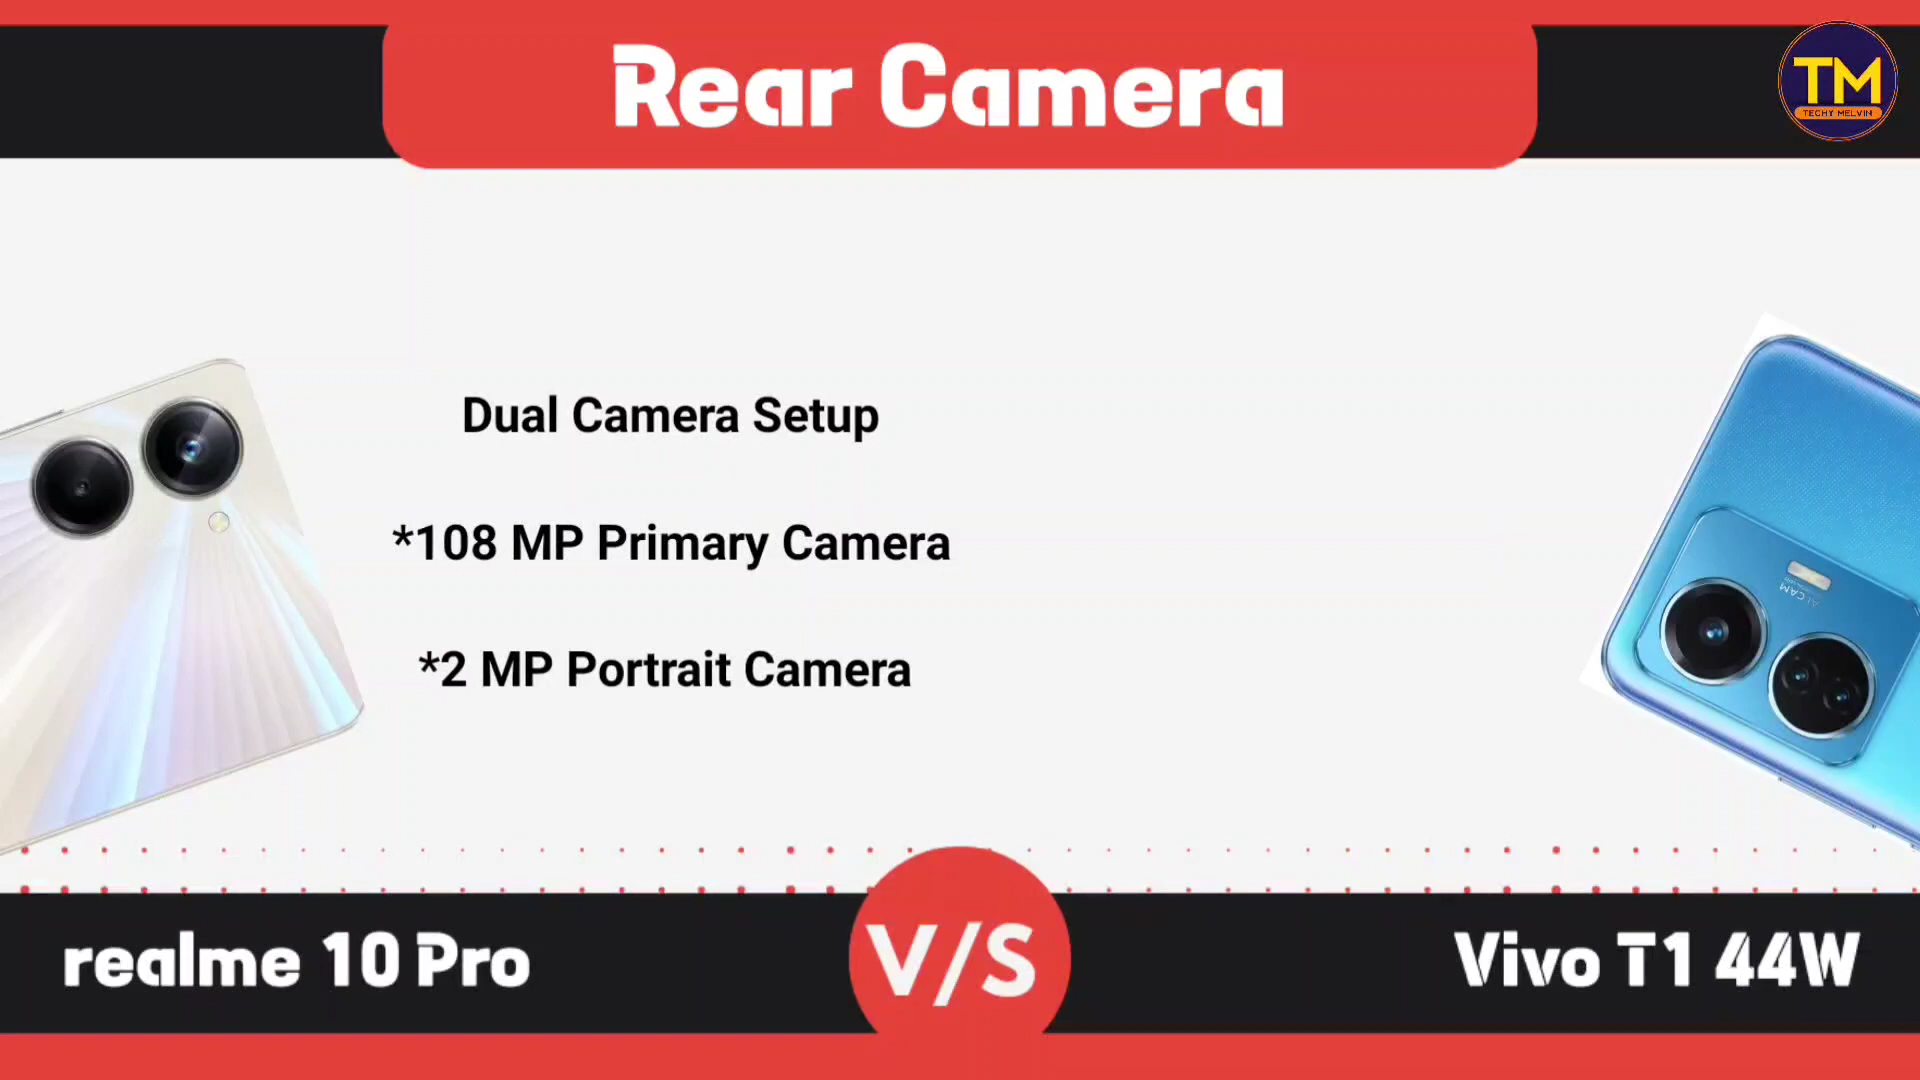 Rear Camera
TM
TECHY MELVIN
Dual Camera Setup
*108 MP Primary Camera
*2 MP Portrait Camera
realme 10 Pro
V/S
Vivo T1 44W